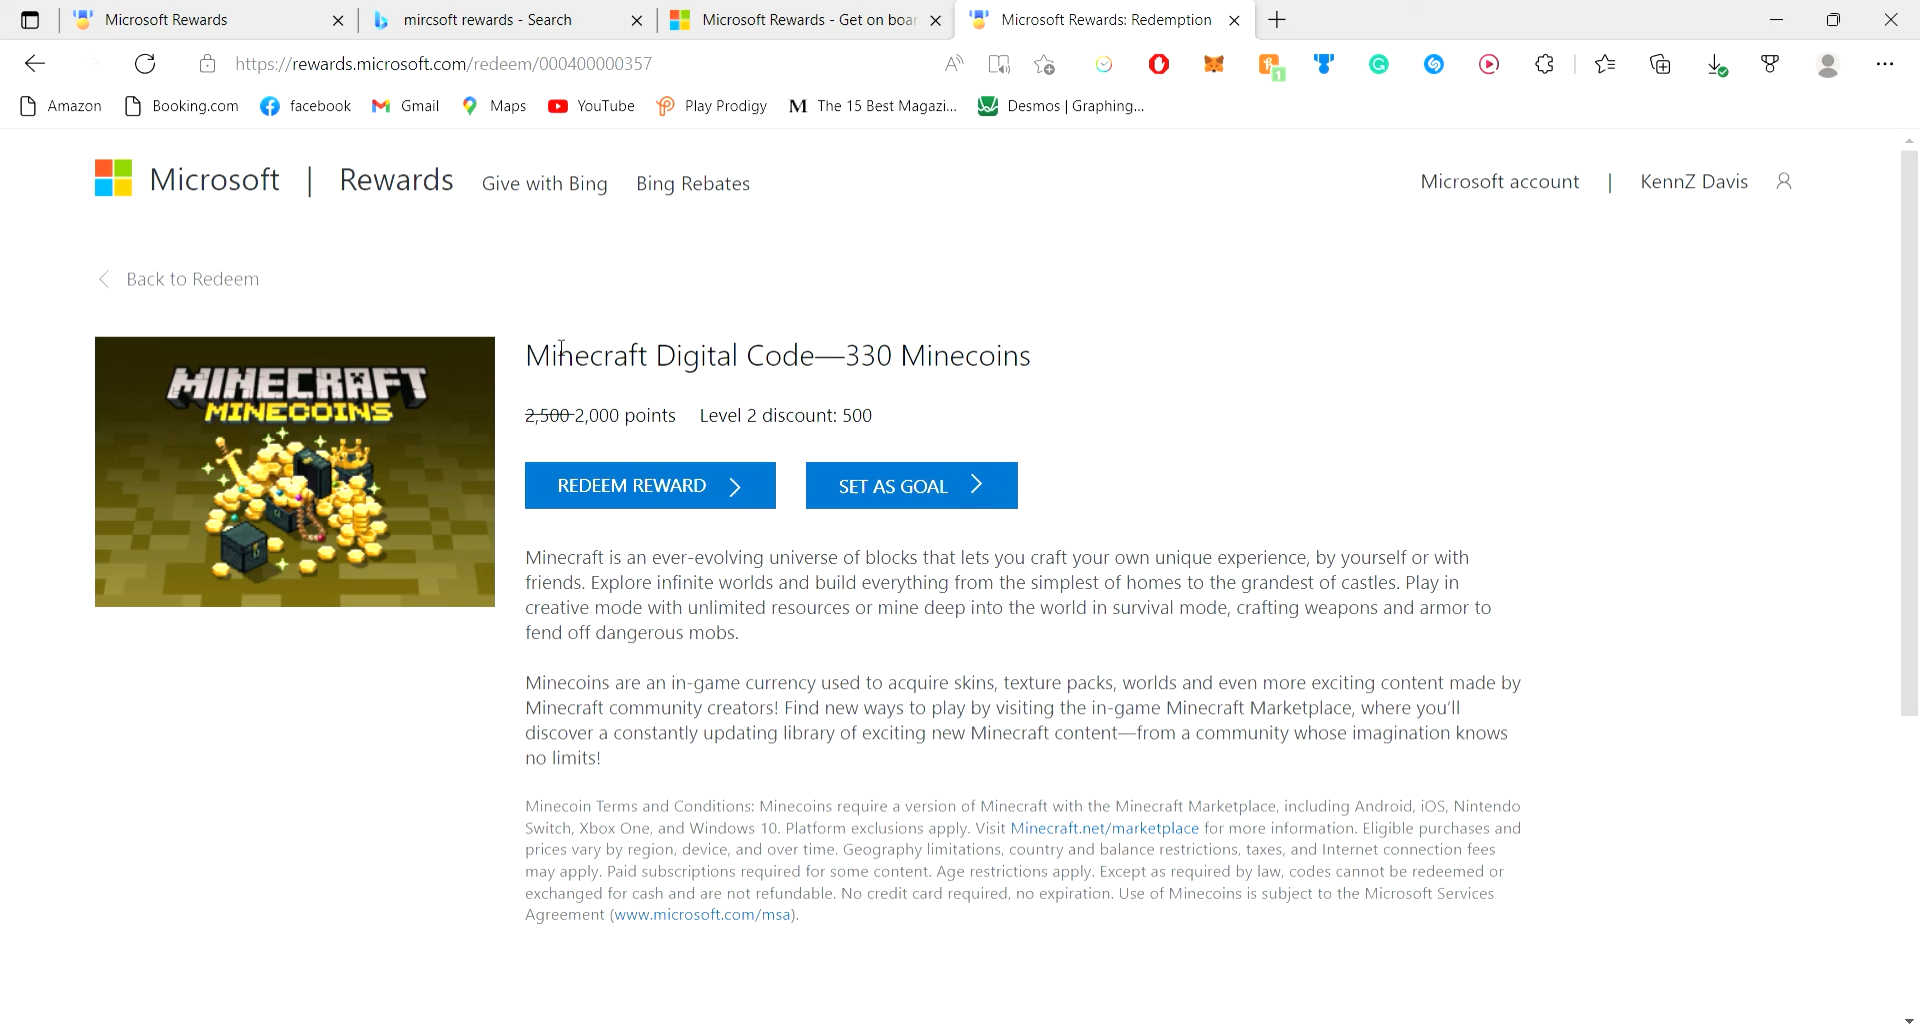 Microsoft Rewards
mircsoft rewards - Search
Microsoft Rewards - Get on boar
Microsoft Rewards: Redemption
https://rewards.microsoft.com/redeem/000400000357
1
Amazon
Booking.com
facebook
Gmail
Maps
YouTube
Play Prodigy
M The 15 Best Magazi...
Desmos | Graphing...
Microsoft | Rewards Give with Bing Bing Rebates
Microsoft account | KennZ Davis
Back to Redeem
MINECRAFT
MINECOINS
Minecraft Digital Code—330 Minecoins
2,500 2,000 points Level 2 discount: 500
REDEEM REWARD
SET AS GOAL
Minecraft is an ever-evolving universe of blocks that lets you craft your own unique experience, by yourself or with
friends. Explore infinite worlds and build everything from the simplest of homes to the grandest of castles. Play in
creative mode with unlimited resources or mine deep into the world in survival mode, crafting weapons and armor to
fend off dangerous mobs.
Minecoins are an in-game currency used to acquire skins, texture packs, worlds and even more exciting content made by
Minecraft community creators! Find new ways to play by visiting the in-game Minecraft Marketplace, where you'll
discover a constantly updating library of exciting new Minecraft content—from a community whose imagination knows
no limits!
Minecoin Terms and Conditions: Minecoins require a version of Minecraft with the Minecraft Marketplace, including Android, iOS, Nintendo
Switch, Xbox One, and Windows 10. Platform exclusions apply. Visit Minecraft.net/marketplace for more information. Eligible purchases and
prices vary by region, device, and over time. Geography limitations, country and balance restrictions, taxes, and Internet connection fees
may apply. Paid subscriptions required for some content. Age restrictions apply. Except as required by law, codes cannot be redeemed or
exchanged for cash and are not refundable. No credit card required, no expiration. Use of Minecoins is subject to the Microsoft Services
Agreement (www.microsoft.com/msa).